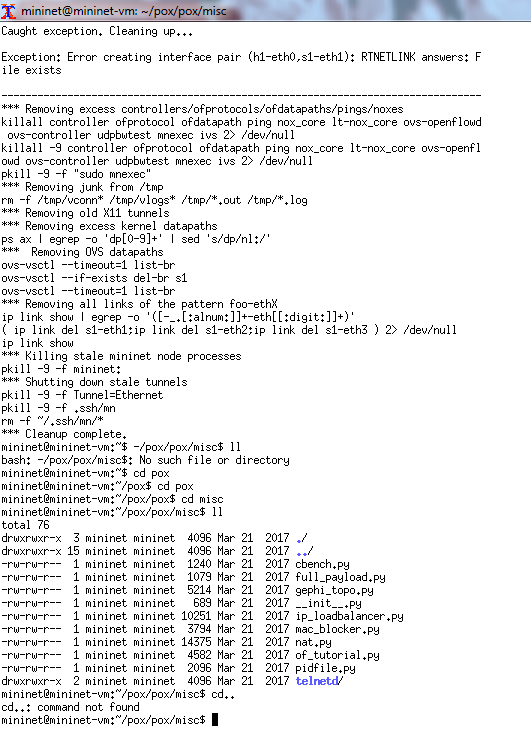 mininet@mininet-vm: ~/pox/pox/misc
Caught exception. Cleaning up...
Exception: Error creating interface pair (h1-eth0,s1-eth1): RTNETLINK answers: F
ile exists
--------------------------------------------------------------------------------
*** Removing excess controllers/ofprotocols/ofdatapaths/pings/noxes
killall controller ofprotocol ofdatapath ping nox_core lt-nox_core ovs-openflowd
 ovs-controller udpbwtest mnexec ivs 2> /dev/null
killall -9 controller ofprotocol ofdatapath ping nox_core lt-nox_core ovs-openfl
owd ovs-controller udpbwtest mnexec ivs 2> /dev/null
pkill -9 -f "sudo mnexec"
*** Removing junk from /tmp
rm -f /tmp/vconn* /tmp/vlogs* /tmp/*.out /tmp/*.log
*** Removing old X11 tunnels
*** Removing excess kernel datapaths
ps ax | egrep -o 'dp[0-9]+' | sed 's/dp/nl:/'
***  Removing OVS datapaths
ovs-vsctl --timeout=1 list-br
ovs-vsctl --if-exists del-br s1
ovs-vsctl --timeout=1 list-br
*** Removing all links of the pattern foo-ethX
ip link show | egrep -o '([-_.[:alnum:]]+-eth[[:digit:]]+)'
( ip link del s1-eth1;ip link del s1-eth2;ip link del s1-eth3 ) 2> /dev/null
ip link show
*** Killing stale mininet node processes
pkill -9 -f mininet:
*** Shutting down stale tunnels
pkill -9 -f Tunnel=Ethernet
pkill -9 -f .ssh/mn
rm -f ~/.ssh/mn/*
*** Cleanup complete.
mininet@mininet-vm:~$ -/pox/pox/misc$ ll
bash: -/pox/pox/misc$: No such file or directory
mininet@mininet-vm:~$ cd pox
mininet@mininet-vm:~/pox$ cd pox
mininet@mininet-vm:~/pox/pox$ cd misc
mininet@mininet-vm:~/pox/pox/misc$ ll
total 76
drwxrwxr-x  3 mininet mininet  4096 Mar 21  2017 ./
drwxrwxr-x 15 mininet mininet  4096 Mar 21  2017 ../
-rw-rw-r--  1 mininet mininet  1240 Mar 21  2017 cbench.py
-rw-rw-r--  1 mininet mininet  1079 Mar 21  2017 full_payload.py
-rw-rw-r--  1 mininet mininet  5214 Mar 21  2017 gephi_topo.py
-rw-rw-r--  1 mininet mininet   689 Mar 21  2017 __init__.py
-rw-rw-r--  1 mininet mininet 10251 Mar 21  2017 ip_loadbalancer.py
-rw-rw-r--  1 mininet mininet  3794 Mar 21  2017 mac_blocker.py
-rw-rw-r--  1 mininet mininet 14375 Mar 21  2017 nat.py
-rw-rw-r--  1 mininet mininet  4582 Mar 21  2017 of_tutorial.py
-rw-rw-r--  1 mininet mininet  2096 Mar 21  2017 pidfile.py
drwxrwxr-x  2 mininet mininet  4096 Mar 21  2017 telnetd/
mininet@mininet-vm:~/pox/pox/misc$ cd..
cd..: command not found
mininet@mininet-vm:~/pox/pox/misc$